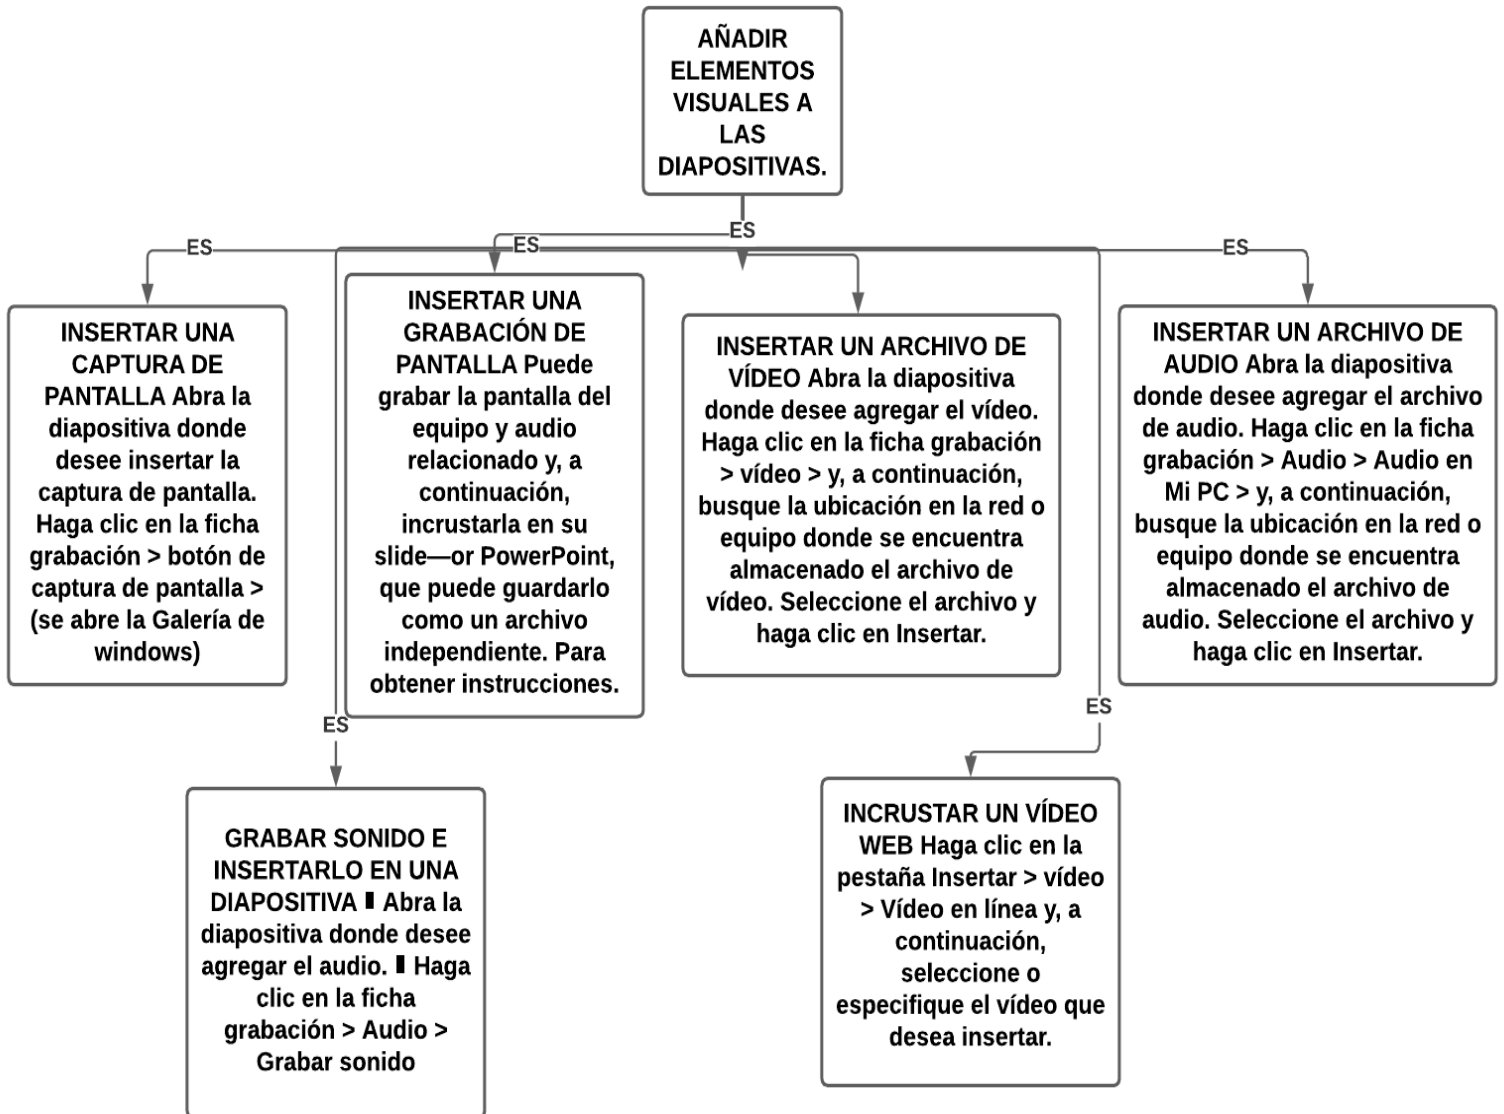 AÑADIR
ELEMENTOS
VISUALES A
LAS
DIAPOSITIVAS.
ES
ES
ES
ES
INSERTAR UNA
CAPTURA DE
PANTALLA Abra la
diapositiva donde
desee insertar la
captura de pantalla.
Haga clic en la ficha
grabación > botón de
captura de pantalla >
(se abre la Galería de
windows)
INSERTAR UNA
GRABACIÓN DE
PANTALLA Puede
grabar la pantalla del
equipo y audio
relacionado y, a
continuación,
incrustarla en su
slide—or PowerPoint,
que puede guardarlo
como un archivo
independiente. Para
obtener instrucciones.
INSERTAR UN ARCHIVO DE
VÍDEO Abra la diapositiva
donde desee agregar el vídeo.
Haga clic en la ficha grabación
> vídeo > y, a continuación,
busque la ubicación en la red o
equipo donde se encuentra
almacenado el archivo de
vídeo. Seleccione el archivo y
haga clic en Insertar.
INSERTAR UN ARCHIVO DE
AUDIO Abra la diapositiva
donde desee agregar el archivo
de audio. Haga clic en la ficha
grabación > Audio > Audio en
Mi PC > y, a continuación,
busque la ubicación en la red o
equipo donde se encuentra
almacenado el archivo de
audio. Seleccione el archivo y
haga clic en Insertar.
ES
ES
GRABAR SONIDO E
INSERTARLO EN UNA
DIAPOSITIVA ▮ Abra la
diapositiva donde desee
agregar el audio. ▮ Haga
clic en la ficha
grabación > Audio >
Grabar sonido
INCRUSTAR UN VÍDEO
WEB Haga clic en la
pestaña Insertar > vídeo
> Vídeo en línea y, a
continuación,
seleccione o
especifique el vídeo que
desea insertar.